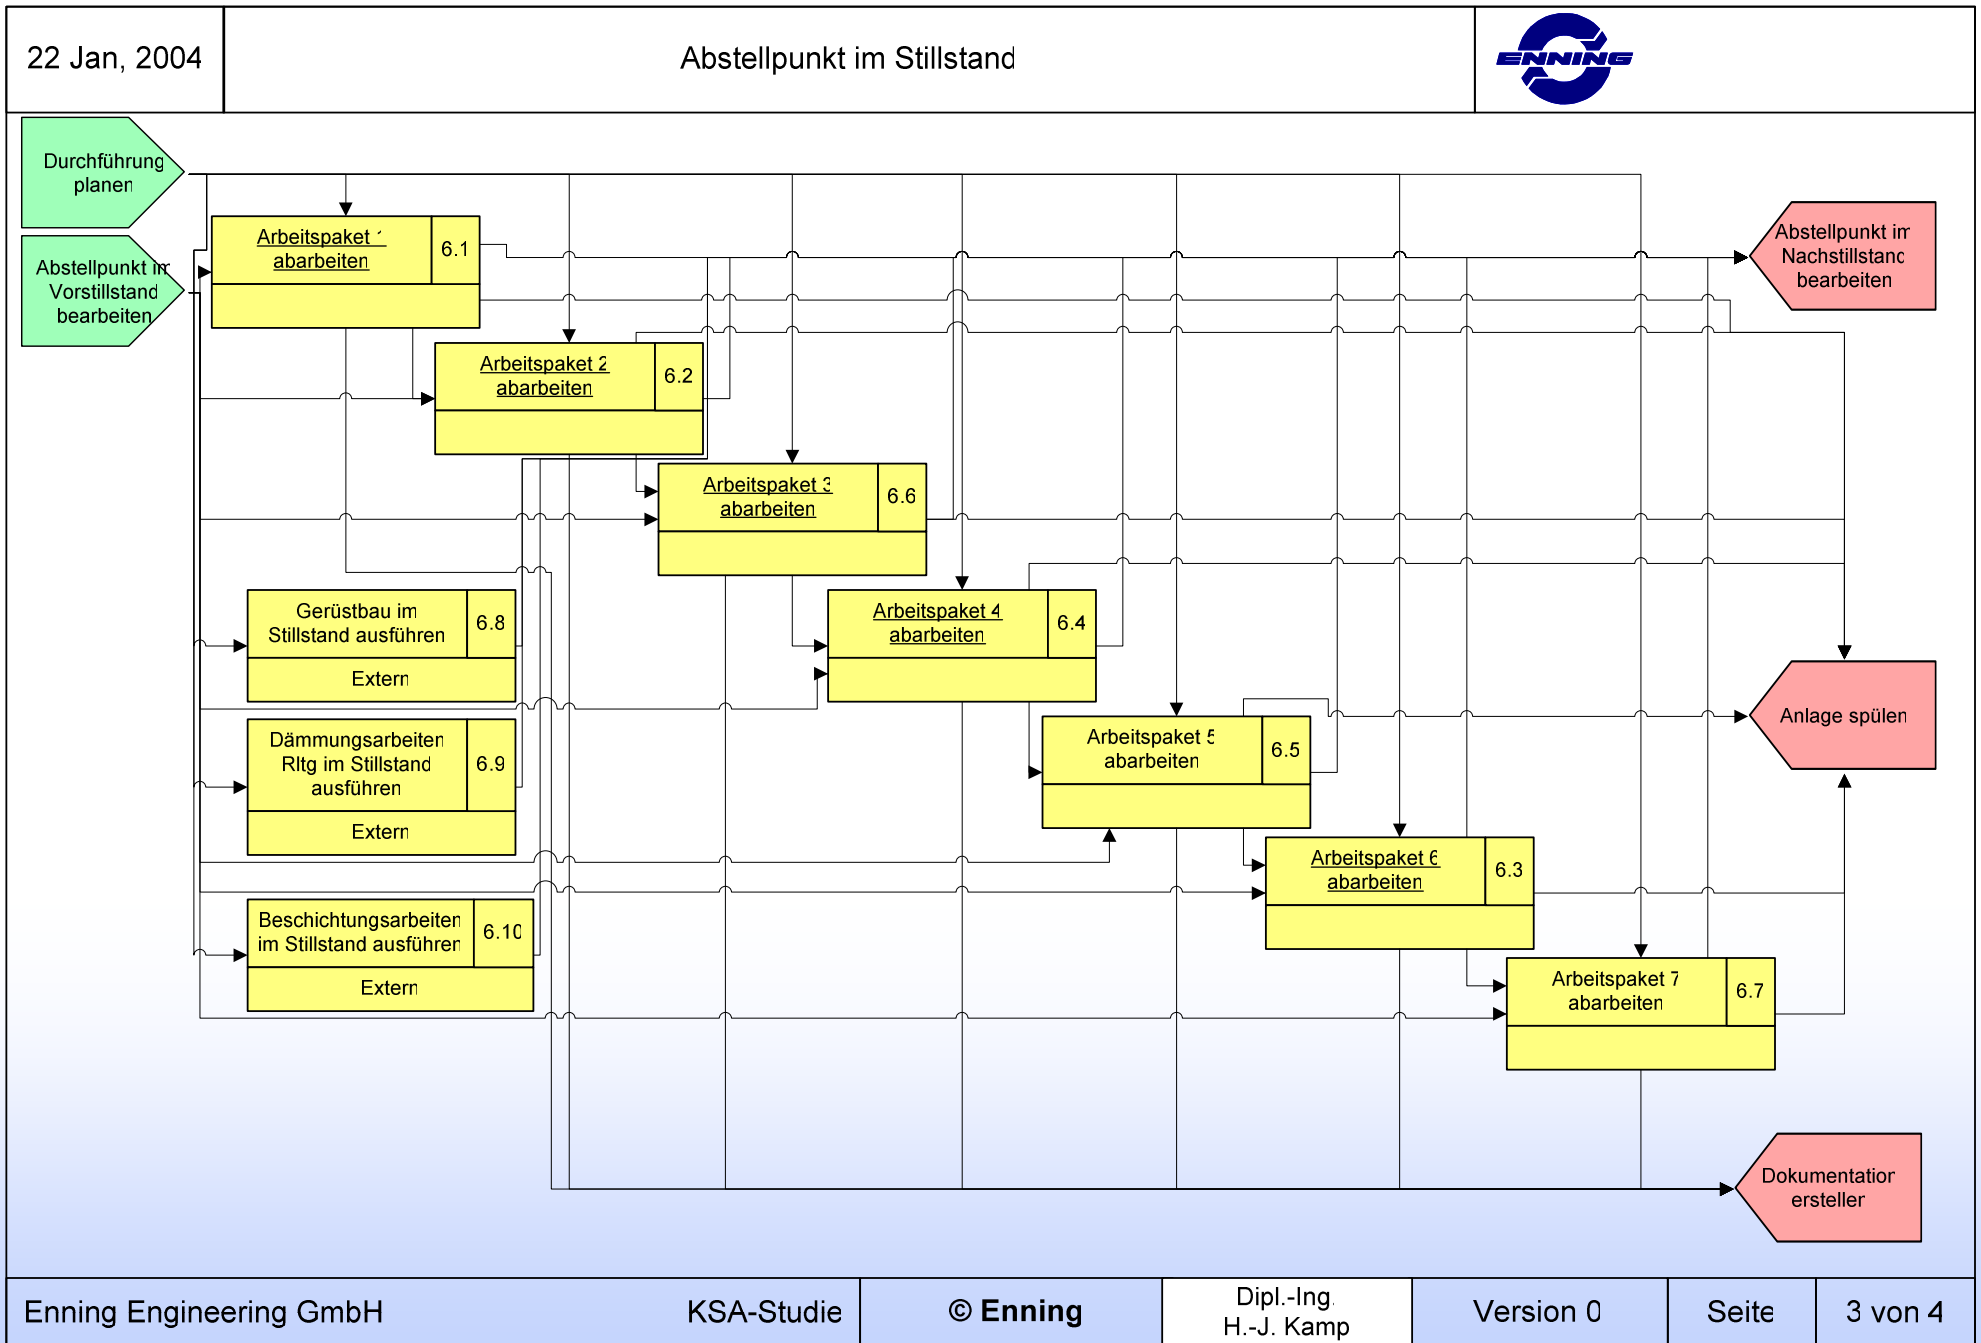 22 Jan, 2004
Abstellpunkt im Stillstand
ENNING
Durchführung
planen
Abstellpunkt im
Vorstillstand
bearbeiten
Arbeitspaket 1
abarbeiten
6.1
Arbeitspaket 2
abarbeiten
6.2
Arbeitspaket 3
abarbeiten
6.6
Arbeitspaket 4
abarbeiten
6.4
Arbeitspaket 5
abarbeiten
6.5
Arbeitspaket 6
abarbeiten
6.3
Arbeitspaket 7
abarbeiten
6.7
Gerüstbau im
Stillstand ausführen
6.8
Extern
Dämmungsarbeiten
Rltg im Stillstand
ausführen
6.9
Extern
Beschichtungsarbeiten
im Stillstand ausführen
6.10
Extern
Abstellpunkt im
Nachstillstand
bearbeiten
Anlage spülen
Dokumentation
erstellen
Enning Engineering GmbH
KSA-Studie
© Enning
Dipl.-Ing.
H.-J. Kamp
Version 0
Seite
3 von 4